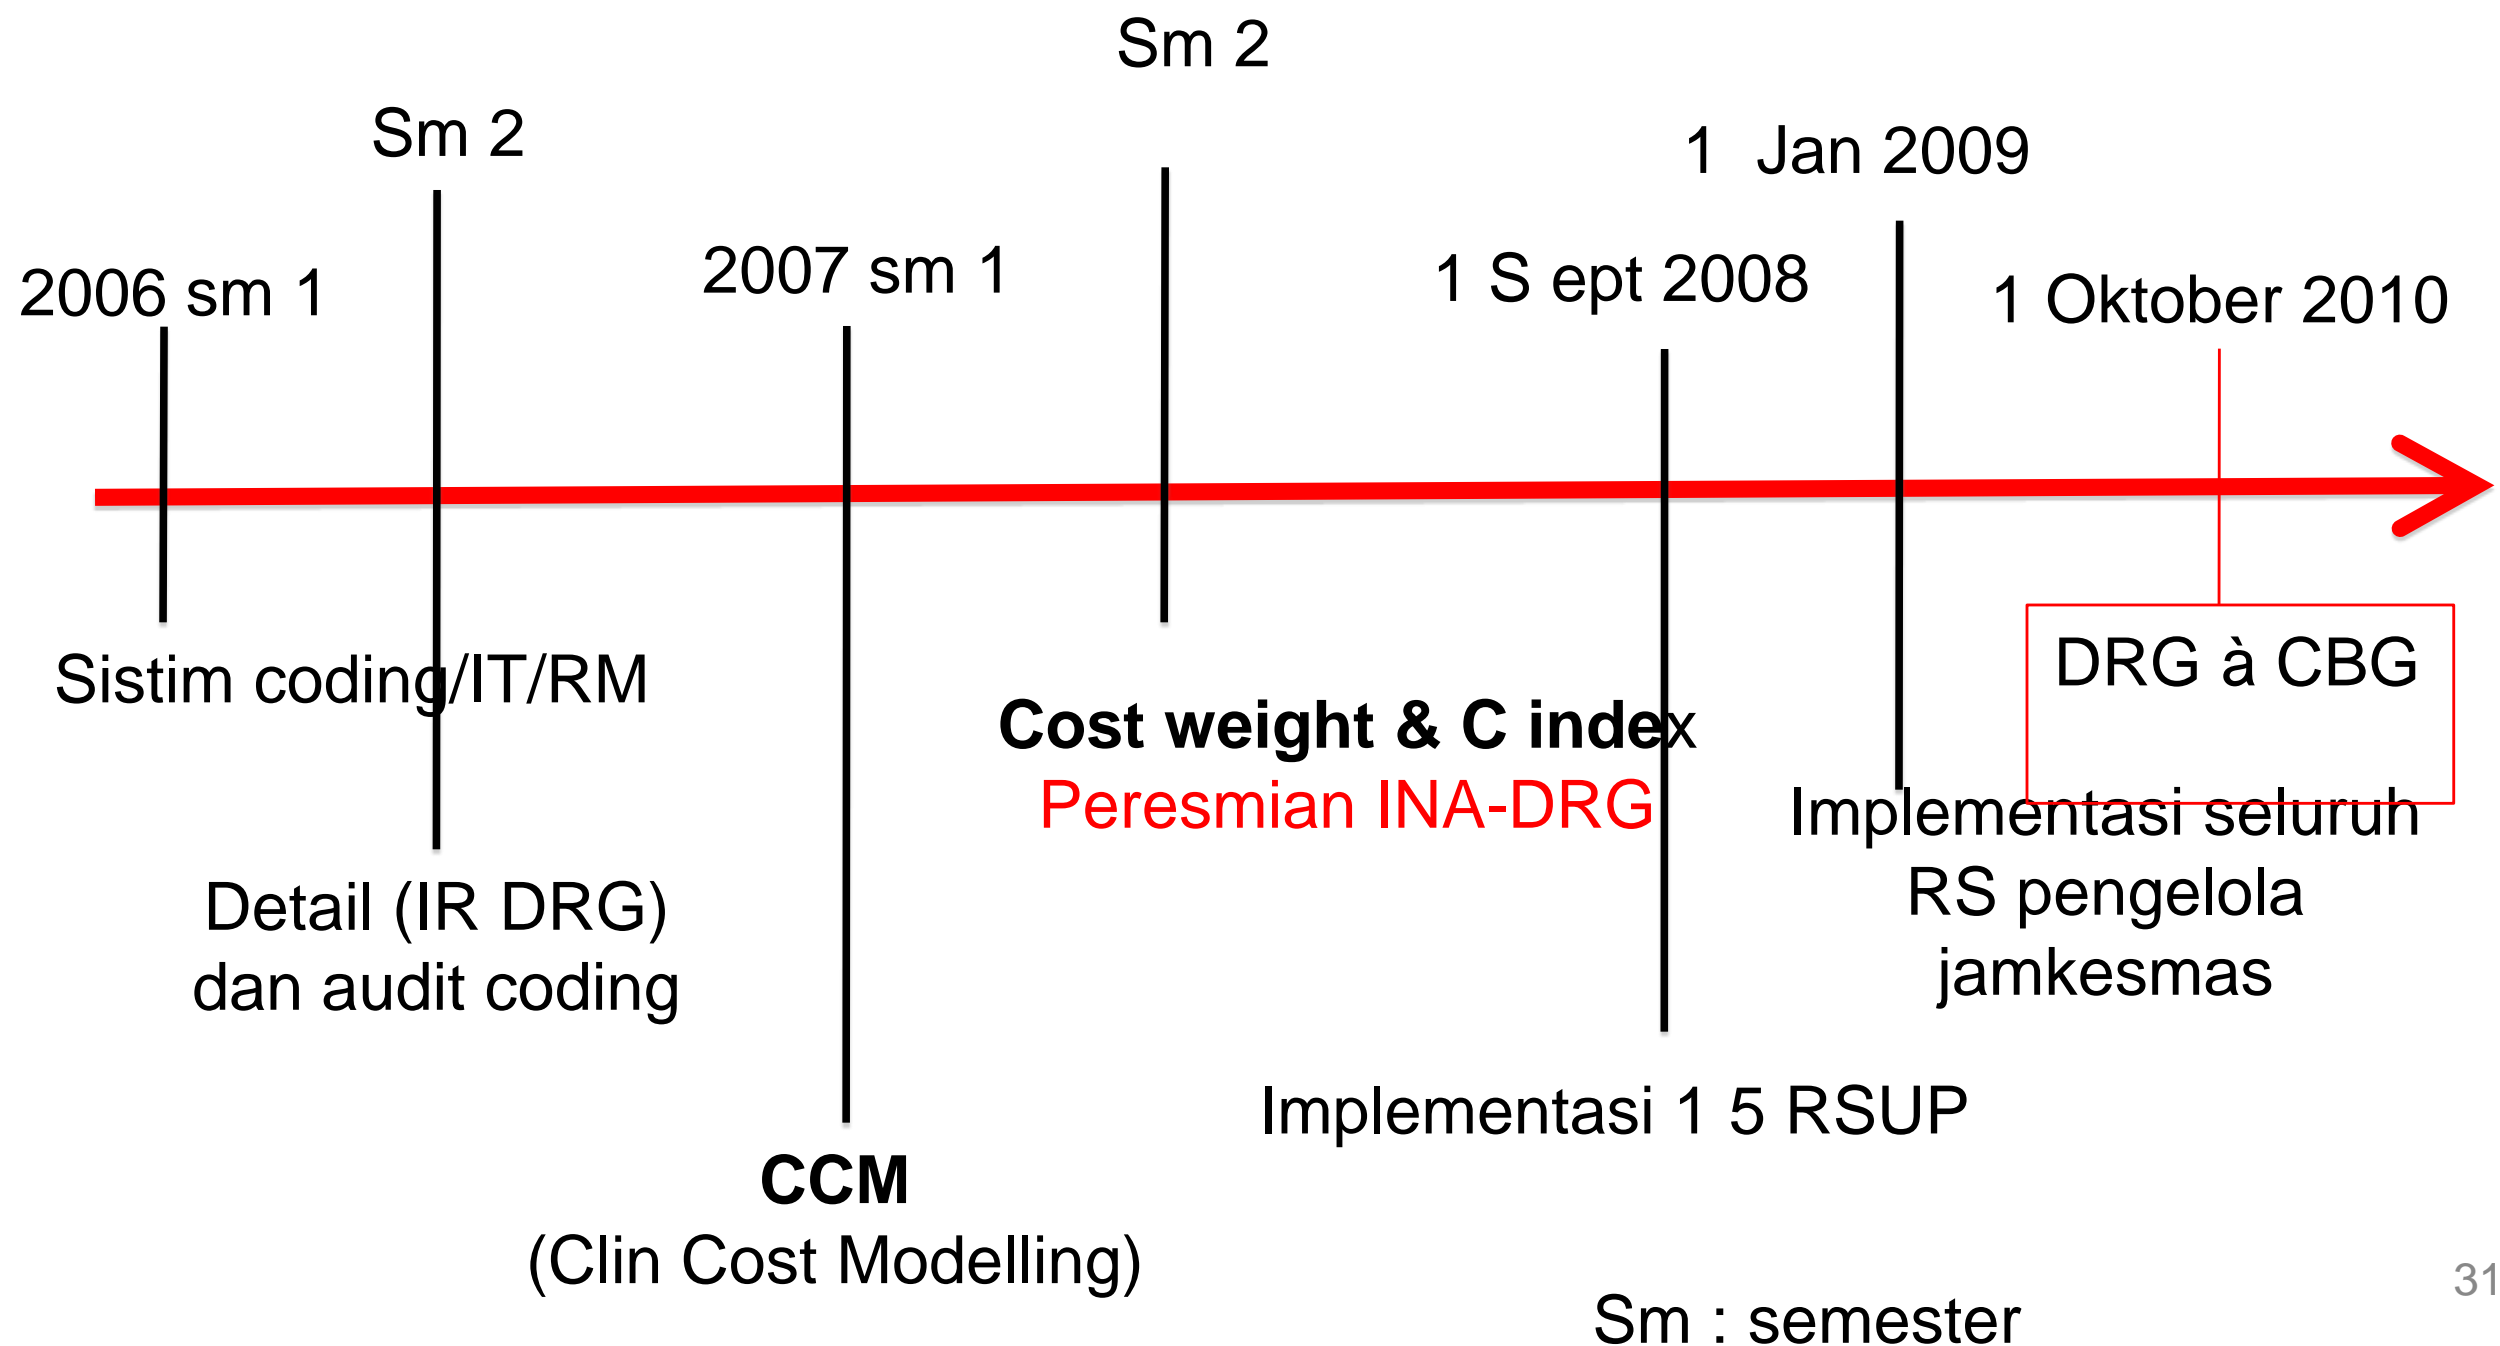 Sm 2
Sm 2
1 Jan 2009
2006 sm 1
2007 sm 1
1 S ept 2008
1 Oktober 2010
Sistim coding/IT/RM
DRG à CBG
Cost weight & C index
Peresmian INA-DRG
Implementasi seluruh
RS pengelola
jamkesmas
Detail (IR DRG)
dan audit coding
Implementasi 1 5 RSUP
CCM
(Clin Cost Modelling)
31
Sm : semester